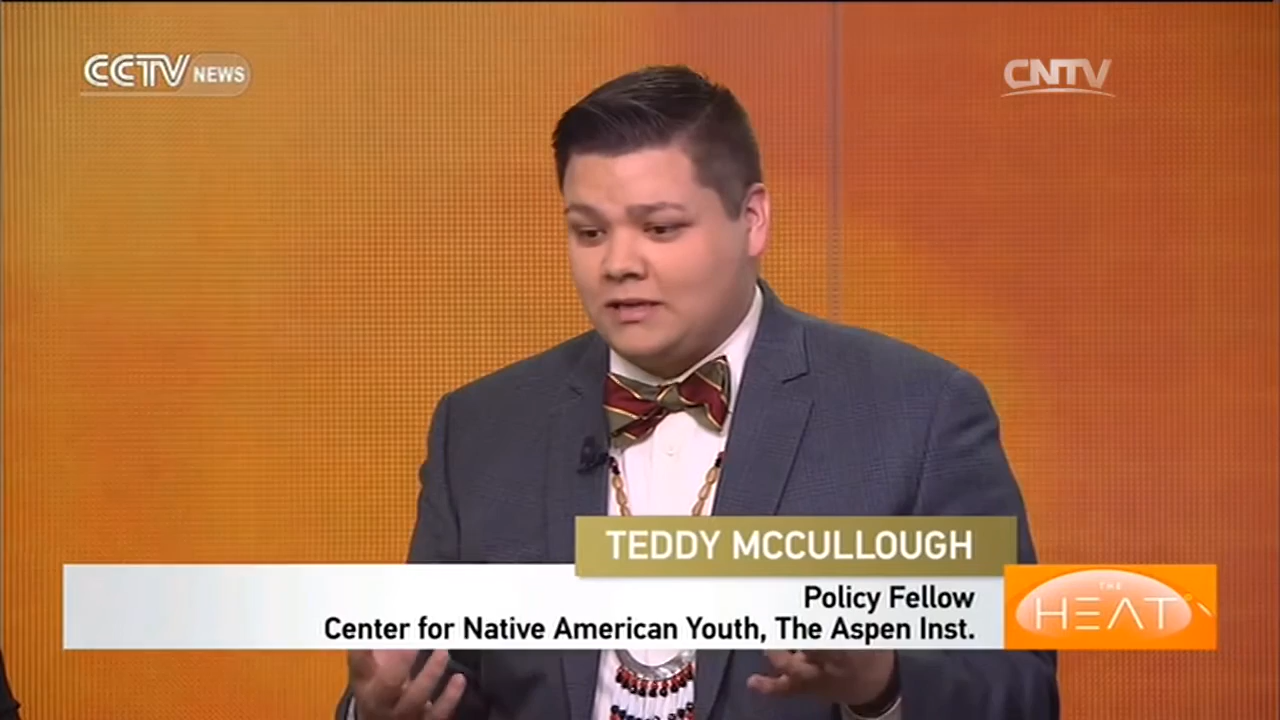 CCTV NEWS
CNTV
TEDDY MCCULLOUGH
Policy Fellow
Center for Native American Youth, The Aspen Inst.
THE
HEAT